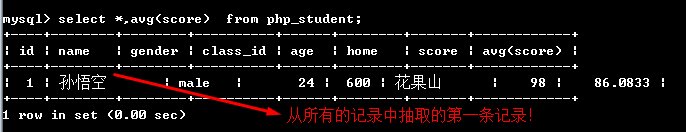 mysql> select *,avg(score)  from php_student;
+----+--------+--------+----------+------+------+-------+------------+
| id | name   | gender | class_id | age  | home | score | avg(score) |
+----+--------+--------+----------+------+------+-------+------------+
|  1 | 孙悟空 | male   |       24 |  600 | 花果山 |    98 |    86.0833 |
+----+--------+--------+----------+------+------+-------+------------+
1 row in set (0.00 sec)
从所有的记录中抽取的第一条记录!